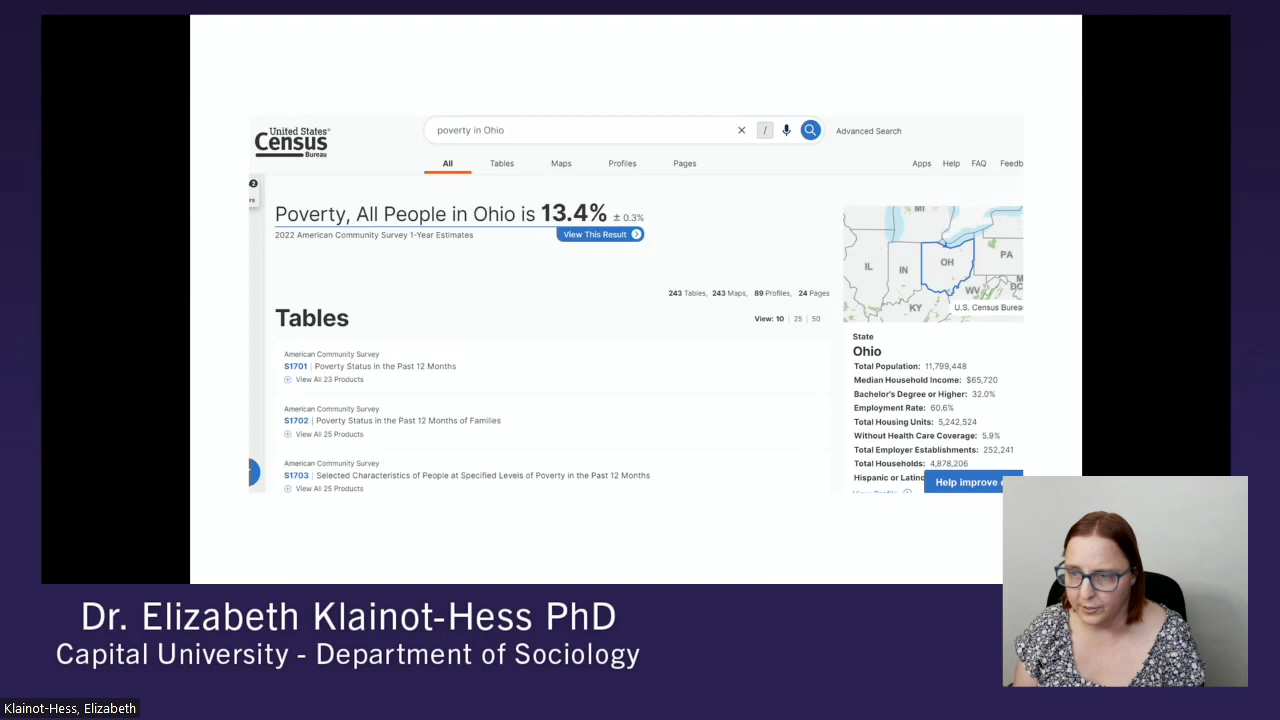 United States®
Census
Bureau
poverty in Ohio
/
Advanced Search
All Tables Maps Profiles Pages
Apps Help FAQ Feedb
2
rs
Poverty, All People in Ohio is 13.4% ± 0.3%
2022 American Community Survey 1-Year Estimates
View This Result
243 Tables, 243 Maps, 89 Profiles, 24 Pages
Tables
View: 10 | 25 | 50
American Community Survey
S1701 | Poverty Status in the Past 12 Months
View All 23 Products
American Community Survey
S1702 | Poverty Status in the Past 12 Months of Families
View All 25 Products
American Community Survey
S1703 | Selected Characteristics of People at Specified Levels of Poverty in the Past 12 Months
View All 25 Products
MI
IL
IN
OH
PA
WV
M
DC
KY
U.S. Census Bureau
State
Ohio
Total Population: 11,799,448
Median Household Income: $65,720
Bachelor's Degree or Higher: 32.0%
Employment Rate: 60.6%
Total Housing Units: 5,242,524
Without Health Care Coverage: 5.9%
Total Employer Establishments: 252,241
Total Households: 4,878,206
Hispanic or Latino
Help improve
Dr. Elizabeth Klainot-Hess PhD
Capital University - Department of Sociology
Klainot-Hess, Elizabeth